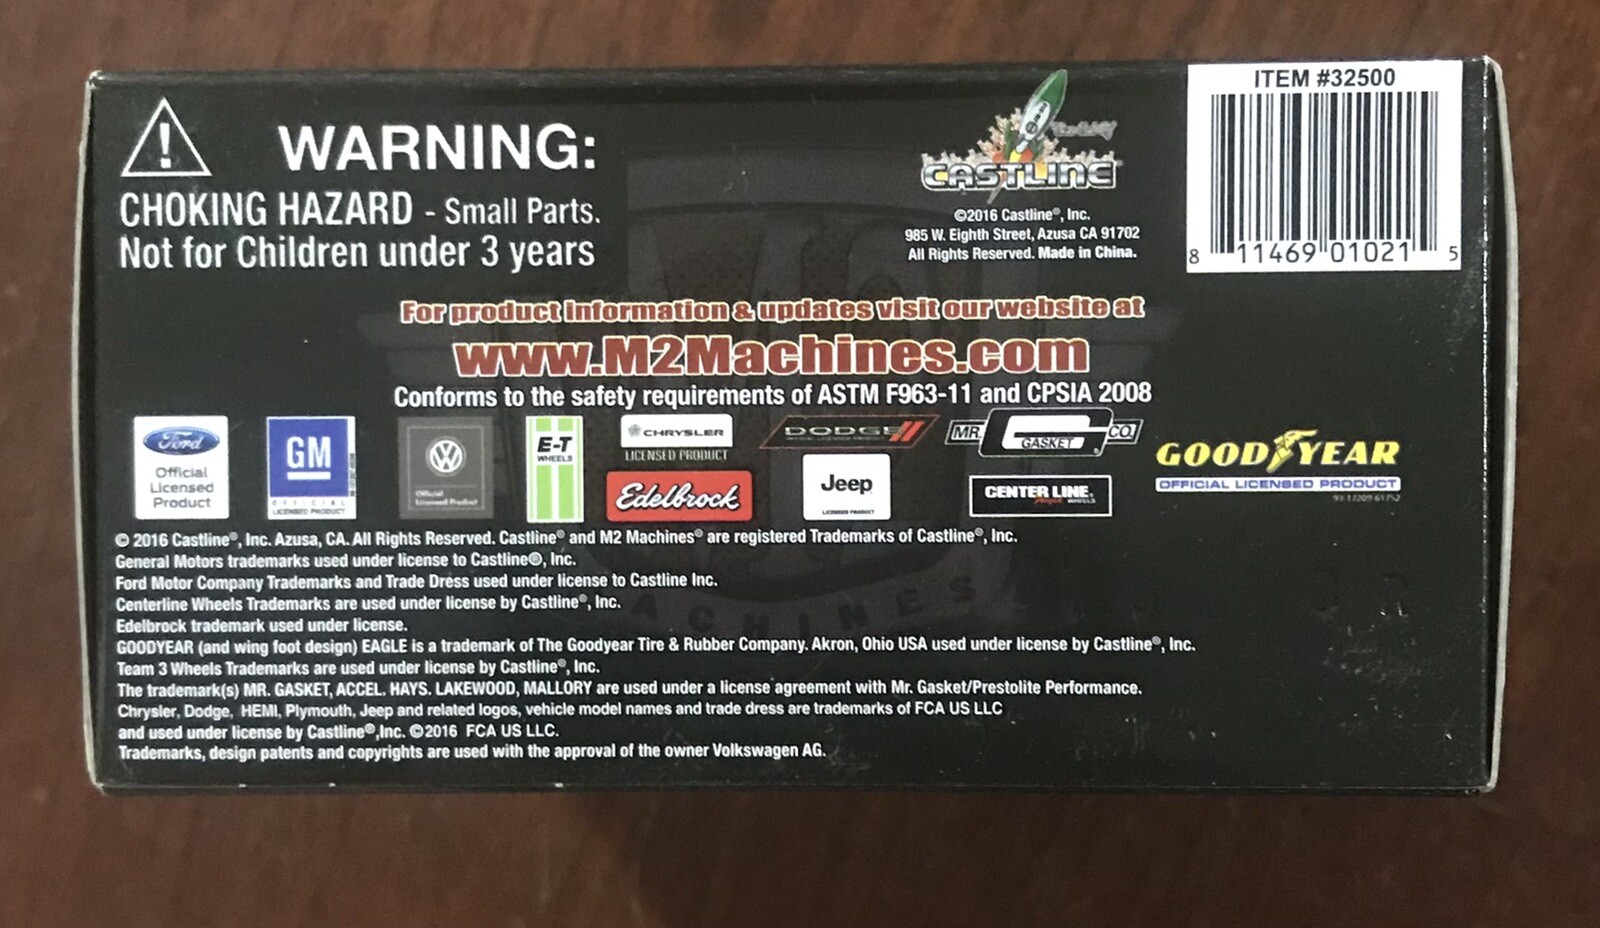 WARNING:
CHOKING HAZARD - Small Parts.
Not for Children under 3 years
CASTLINE
©2016 Castline®, Inc.
985 W. Eighth Street, Azusa CA 91702
All Rights Reserved. Made in China.
ITEM #32500
8 11469 01021 5
For product information & updates visit our website at
www.M2Machines.com
Conforms to the safety requirements of ASTM F963-11 and CPSIA 2008
Ford
Official
Licensed
Product
GM
OFFICIAL
LICENSED PRODUCT
Official
Licensed Product
E-T
WHEELS
CHRYSLER
LICENSED PRODUCT
Edelbrock
DODGE
Jeep
LICENSED PRODUCT
MR. GASKET CO.
CENTER LINE.
WHEELS
GOODYEAR
OFFICIAL LICENSED PRODUCT
© 2016 Castline®, Inc. Azusa, CA. All Rights Reserved. Castline® and M2 Machines® are registered Trademarks of Castline®, Inc.
General Motors trademarks used under license to Castline®, Inc.
Ford Motor Company Trademarks and Trade Dress used under license to Castline Inc.
Centerline Wheels Trademarks are used under license by Castline®, Inc.
Edelbrock trademark used under license.
GOODYEAR (and wing foot design) EAGLE is a trademark of The Goodyear Tire & Rubber Company. Akron, Ohio USA used under license by Castline®, Inc.
Team 3 Wheels Trademarks are used under license by Castline®, Inc.
The trademark(s) MR. GASKET, ACCEL. HAYS. LAKEWOOD, MALLORY are used under a license agreement with Mr. Gasket/Prestolite Performance.
Chrysler, Dodge, HEMI, Plymouth, Jeep and related logos, vehicle model names and trade dress are trademarks of FCA US LLC
and used under license by Castline®,Inc. ©2016 FCA US LLC.
Trademarks, design patents and copyrights are used with the approval of the owner Volkswagen AG.
MACHINES